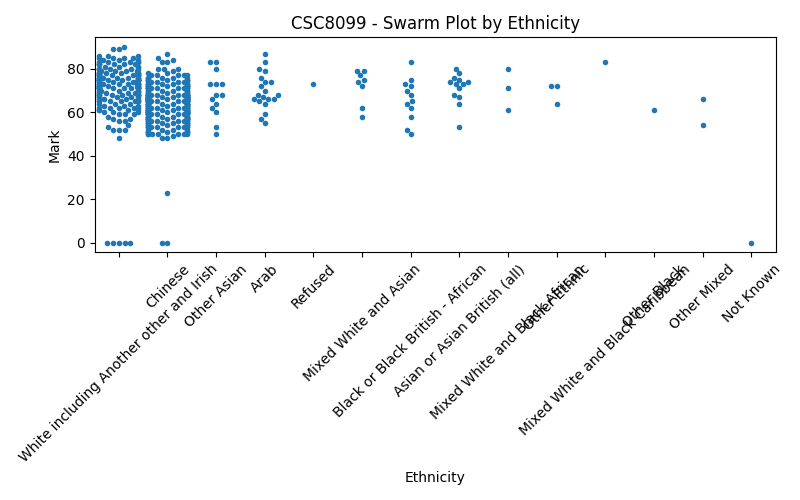 CSC8099 - Swarm Plot by Ethnicity
Mark
80
60
40
20
0
White including Another other and Irish
Chinese
Other Asian
Arab
Refused
Mixed White and Asian
Black or Black British - African
Asian or Asian British (all)
Mixed White and Black African
Other Ethnic
Mixed White and Black Caribbean
Other Black
Other Mixed
Not Known
Ethnicity